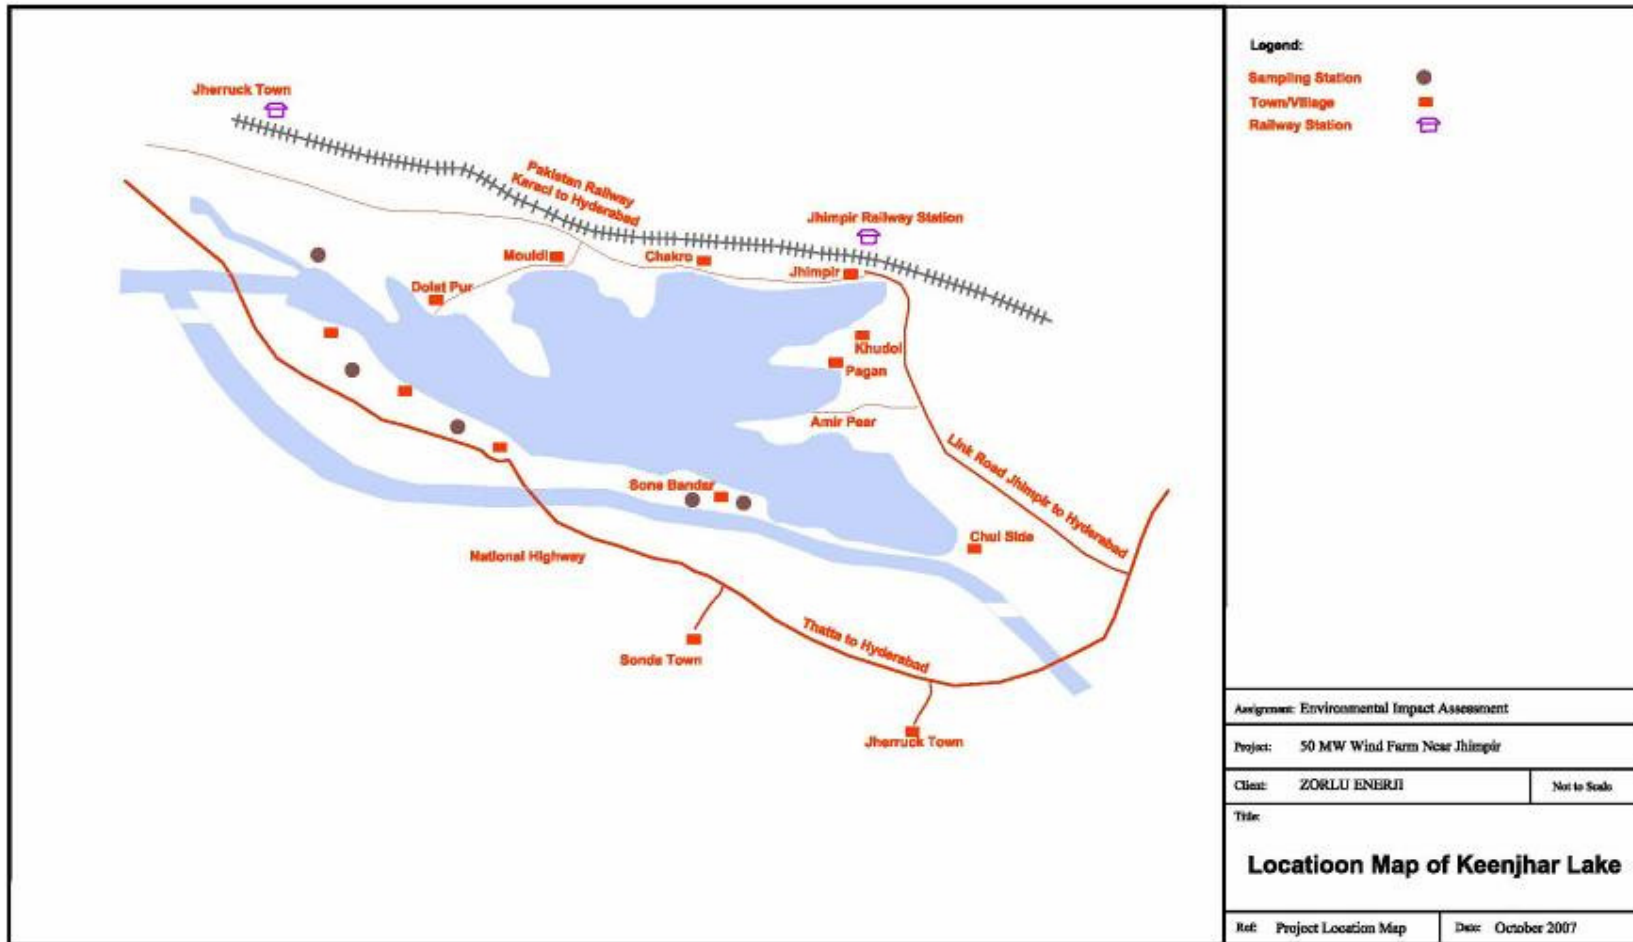 Jherruck Town
Pakistan Railway
Karaci to Hyderabad
Jhimpir Railway Station
Mouldi
Chakro
Jhimpir
Dolat Pur
Khudol
Pagan
Amir Pear
Link Road Jhimpir to Hyderabad
Sone Bandar
Chul Side
National Highway
Thatta to Hyderabad
Sonda Town
Jherruck Town
Legend:
Sampling Station
Town/Village
Railway Station
Assignment: Environmental Impact Assessment
Project: 50 MW Wind Farm Near Jhimpir
Client: ZORLU ENERJI
Not to Scale
Title:
Locatioon Map of Keenjhar Lake
Ref: Project Location Map
Date: October 2007